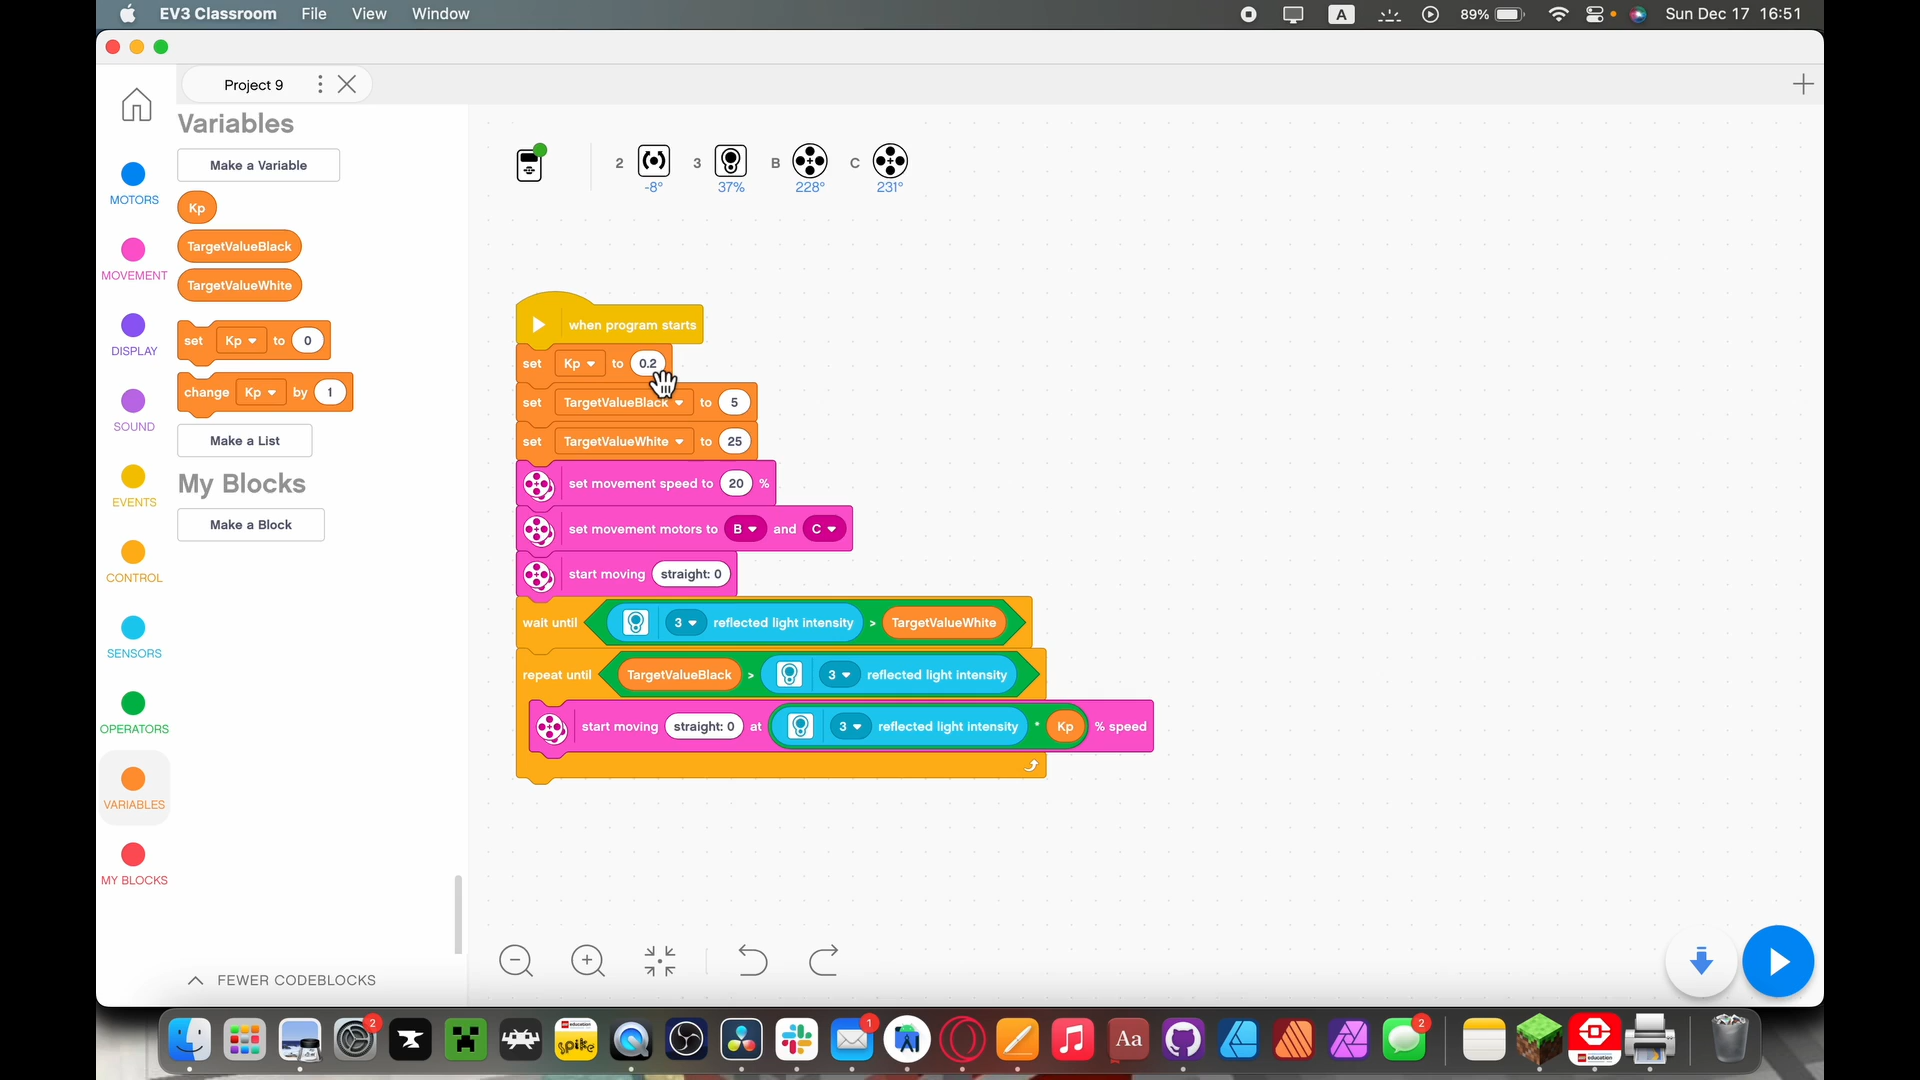 EV3 Classroom File View Window
A 89% Sun Dec 17 16:51
Project 9
Variables
Make a Variable
Kp
TargetValueBlack
TargetValueWhite
set Kp to 0
change Kp by 1
Make a List
My Blocks
Make a Block
MOTORS
MOVEMENT
DISPLAY
SOUND
EVENTS
CONTROL
SENSORS
OPERATORS
VARIABLES
MY BLOCKS
FEWER CODEBLOCKS
2 3 B C
-8° 37% 228° 231°
when program starts
set Kp to 0.2
set TargetValueBlack to 5
set TargetValueWhite to 25
set movement speed to 20 %
set movement motors to B and C
start moving straight: 0
wait until 3 reflected light intensity > TargetValueWhite
repeat until TargetValueBlack > 3 reflected light intensity
start moving straight: 0 at 3 reflected light intensity * Kp % speed
2 spike 1 Aa 2